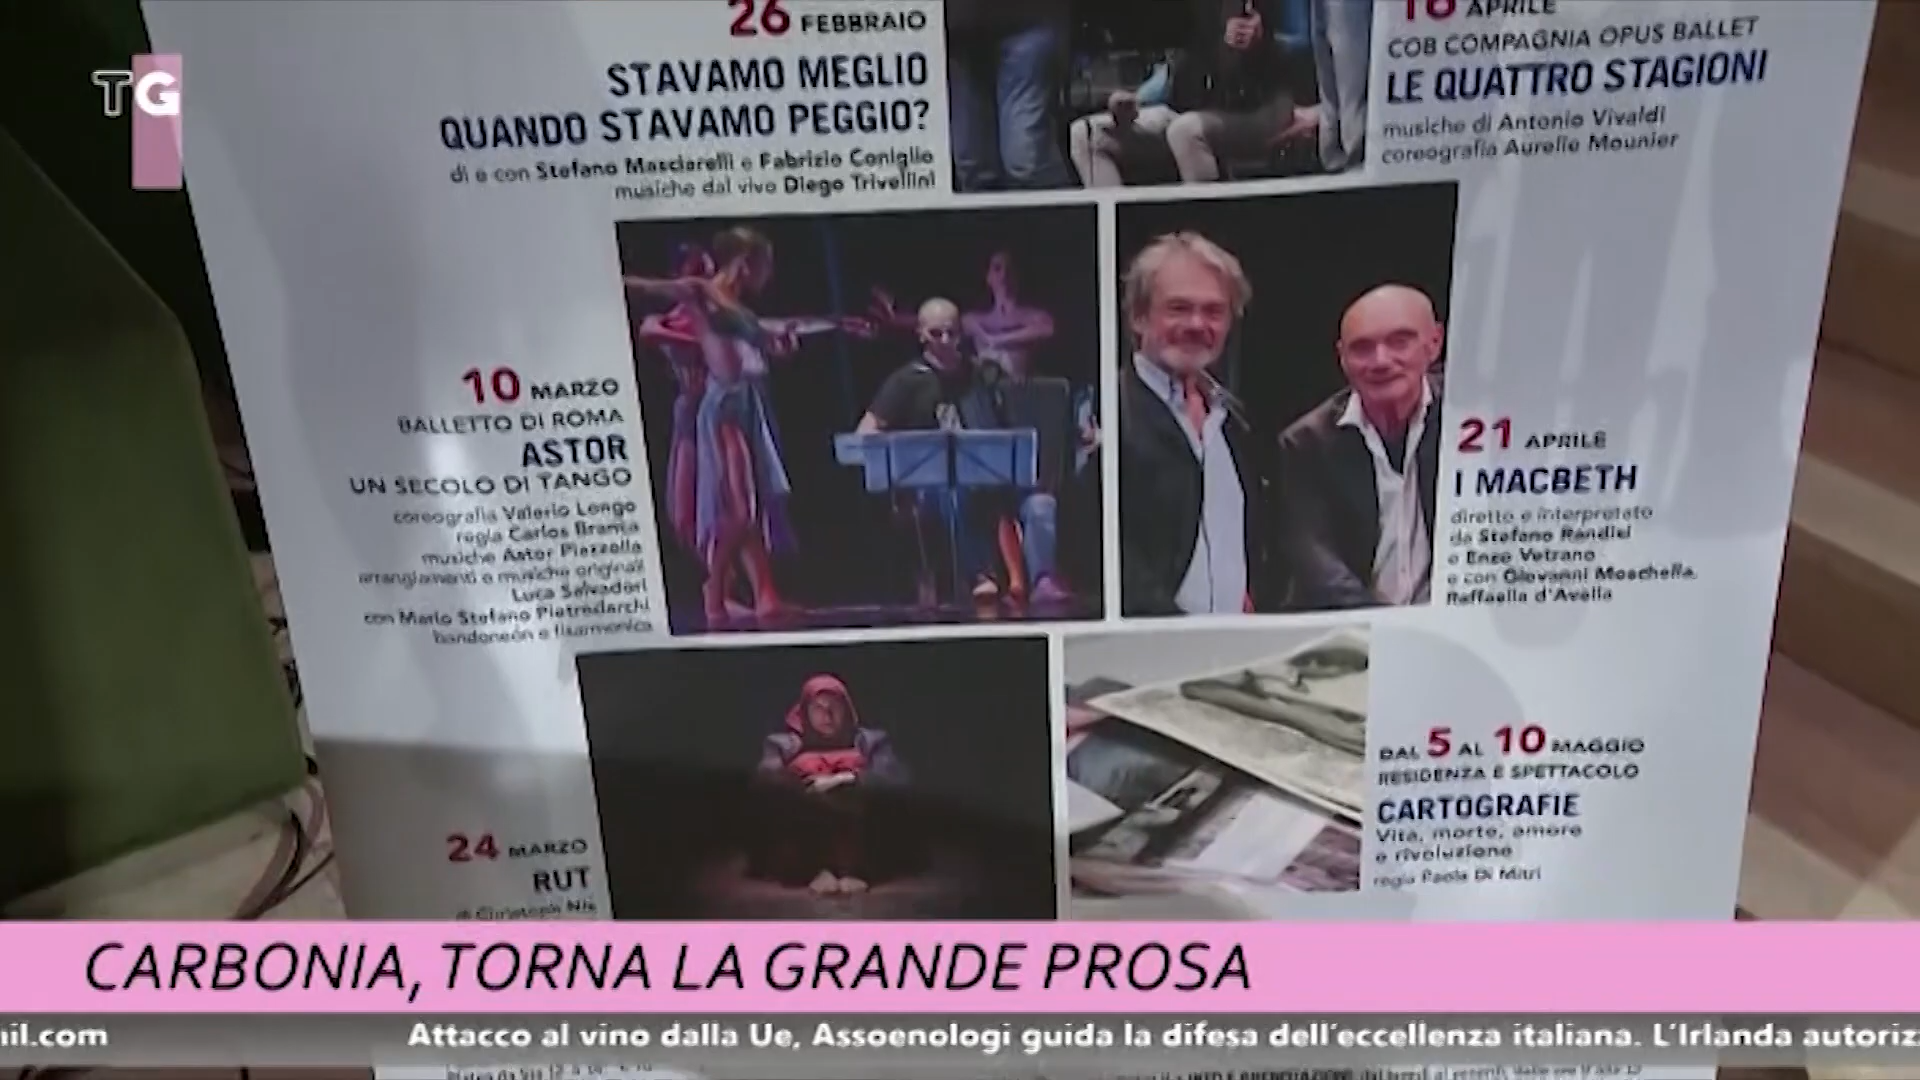 TG
26 FEBBRAIO
STAVAMO MEGLIO
QUANDO STAVAMO PEGGIO?
di e con Stefano Masciarelli e Fabrizio Coniglio
musiche dal vivo Diego Trivellini
16 APRILE
COB COMPAGNIA OPUS BALLET
LE QUATTRO STAGIONI
musiche di Antonio Vivaldi
coreografia Aurelie Mounier
10 MARZO
BALLETTO DI ROMA
ASTOR
UN SECOLO DI TANGO
coreografia Valerio Longo
regia Carlos Branca
musiche Astor Piazzolla
arrangiamenti e musiche originali
Luca Salvadori
con Mario Stefano Pietrodarchi
bandoneón e fisarmonica
21 APRILE
I MACBETH
diretto e interpretato
da Stefano Randisi
e Enzo Vetrano
e con Giovanni Moschella,
Raffaella d'Avella
24 MARZO
RUT
di Christoph Nix
DAL 5 AL 10 MAGGIO
RESIDENZA E SPETTACOLO
CARTOGRAFIE
Vita, morte, amore
e rivoluzione
regia Paola Di Mitri
CARBONIA, TORNA LA GRANDE PROSA
ail.com Attacco al vino dalla Ue, Assoenologi guida la difesa dell'eccellenza italiana. L'Irlanda autoriz